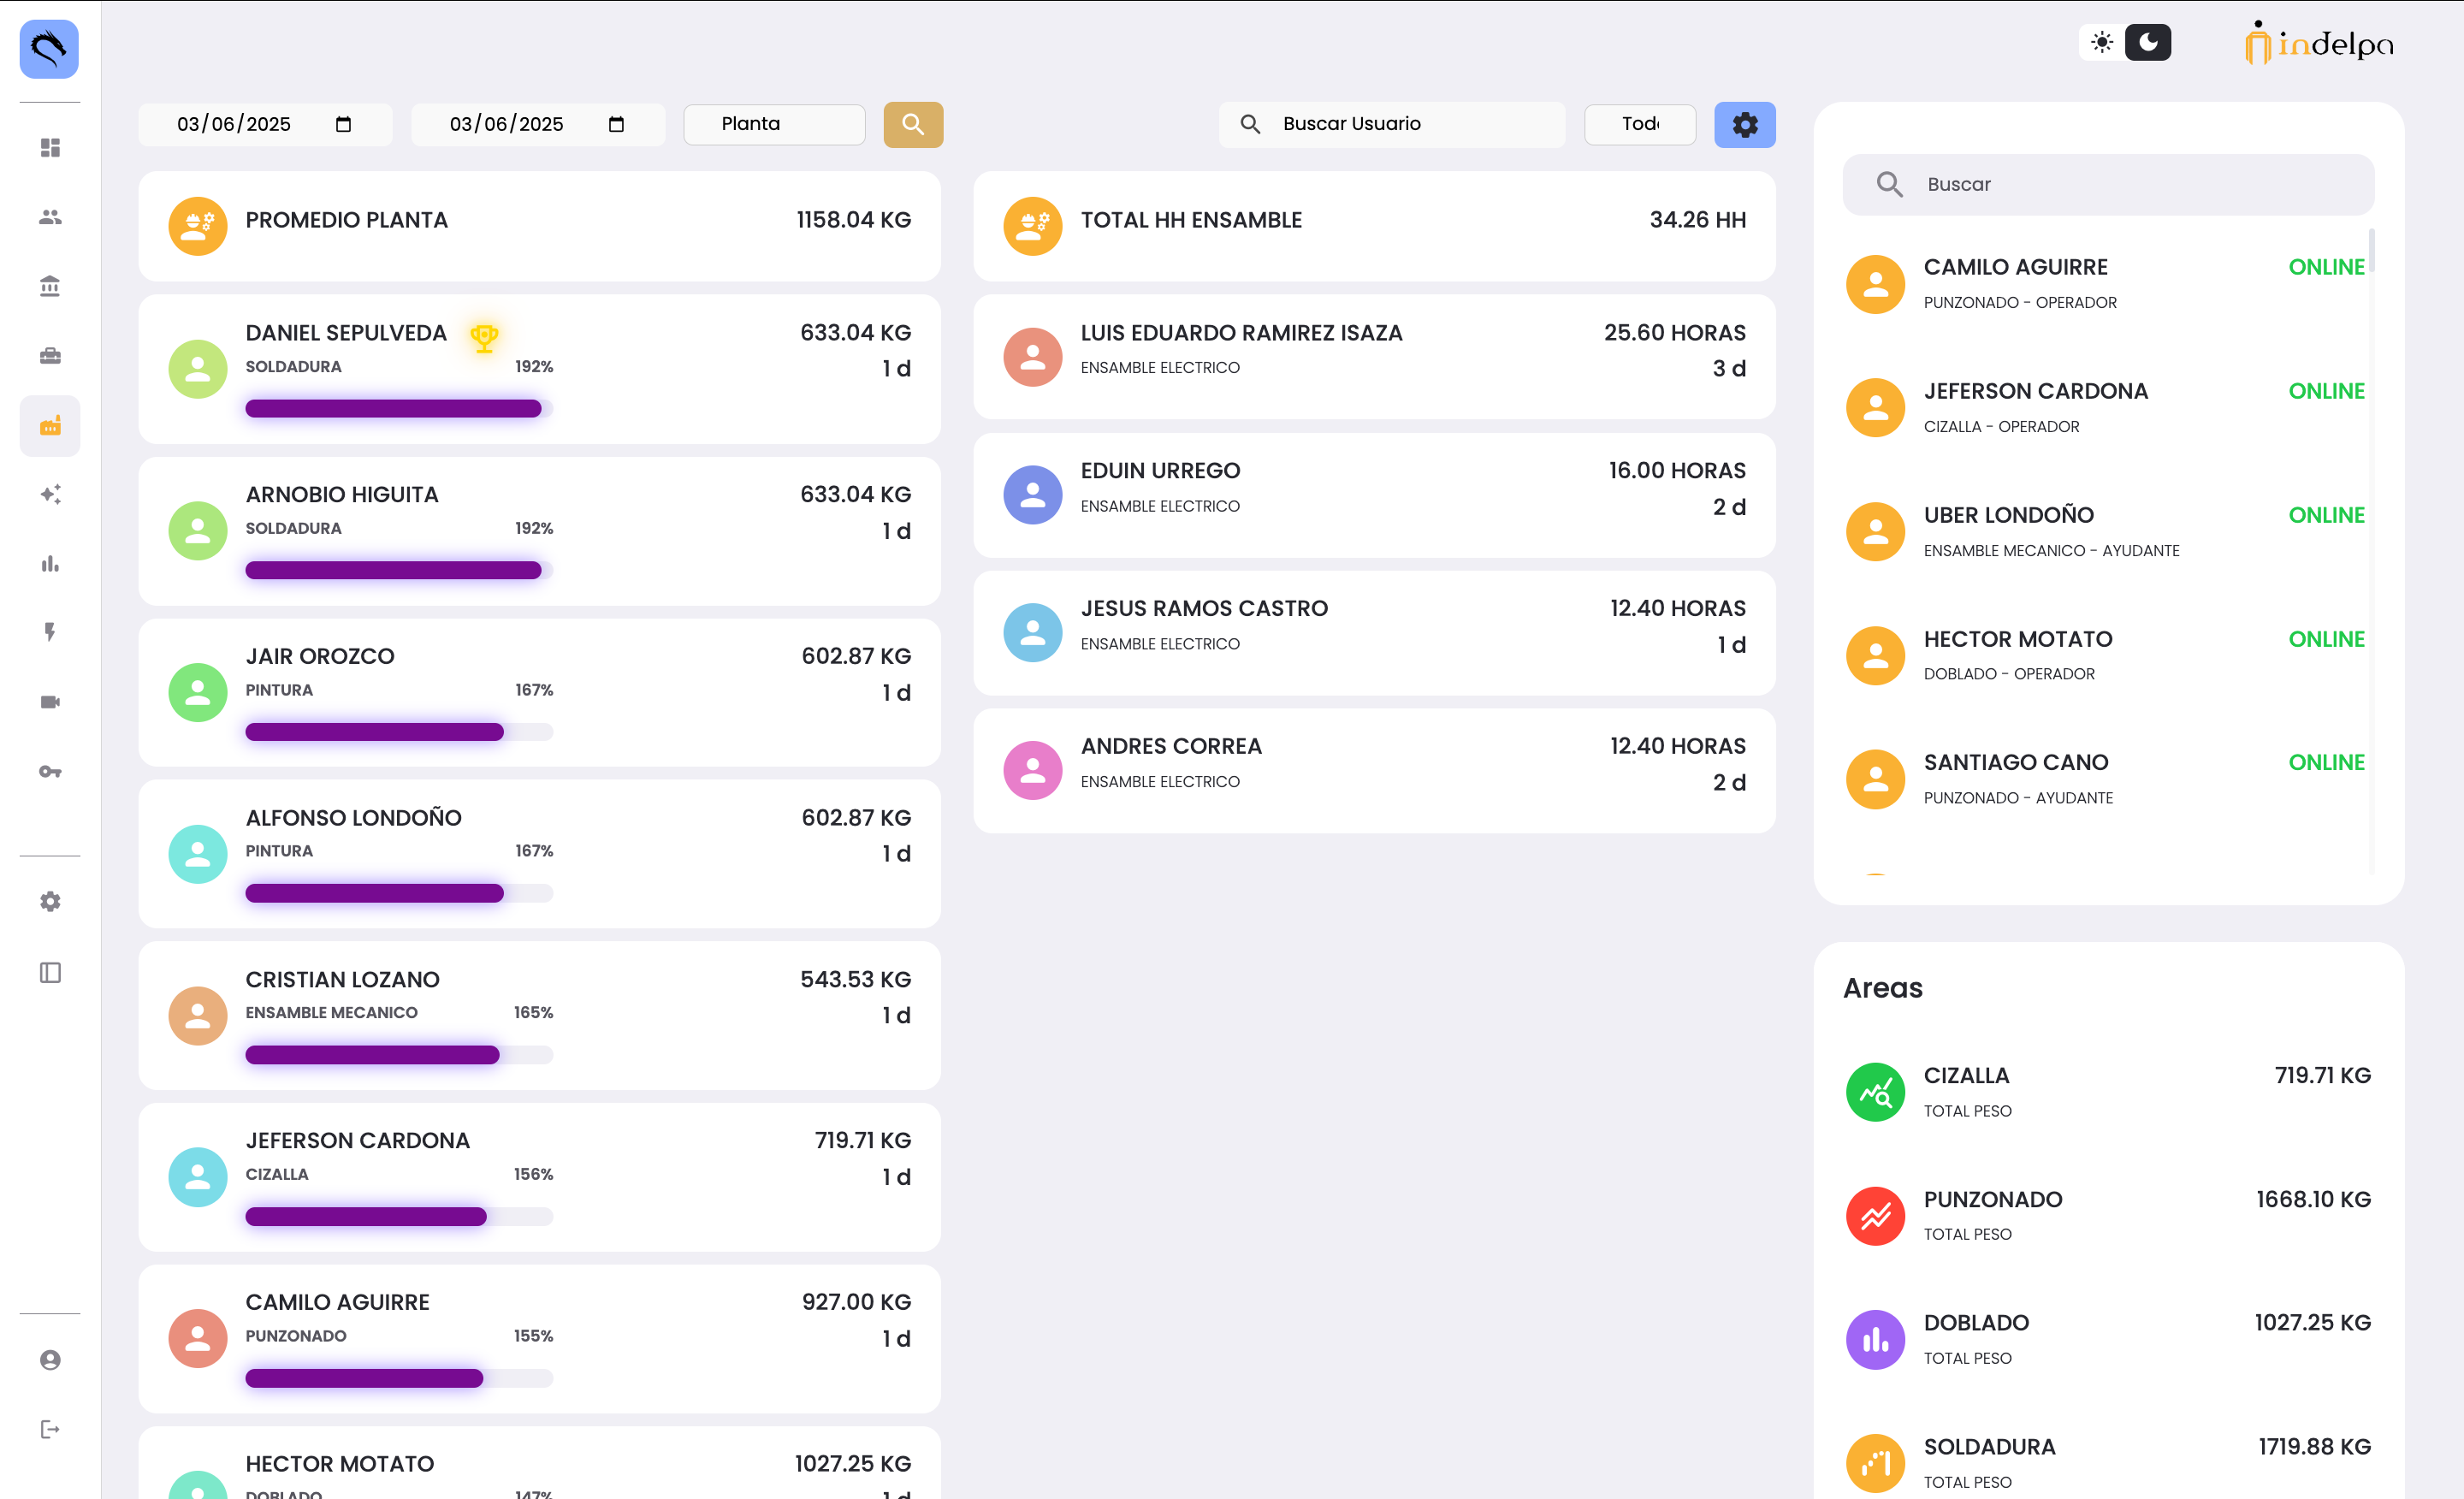 indelpa
03/06/2025
03/06/2025
Planta
Buscar Usuario
PROMEDIO PLANTA
1158.04 KG
DANIEL SEPULVEDA
633.04 KG
SOLDADURA
192%
1 d
ARNOBIO HIGUITA
633.04 KG
SOLDADURA
192%
1 d
JAIR OROZCO
602.87 KG
PINTURA
167%
1 d
ALFONSO LONDOÑO
602.87 KG
PINTURA
167%
1 d
CRISTIAN LOZANO
543.53 KG
ENSAMBLE MECANICO
165%
1 d
JEFERSON CARDONA
719.71 KG
CIZALLA
156%
1 d
CAMILO AGUIRRE
927.00 KG
PUNZONADO
155%
1 d
HECTOR MOTATO
1027.25 KG
DOBLADO
147%
1 d
TOTAL HH ENSAMBLE
34.26 HH
LUIS EDUARDO RAMIREZ ISAZA
25.60 HORAS
ENSAMBLE ELECTRICO
3 d
EDUIN URREGO
16.00 HORAS
ENSAMBLE ELECTRICO
2 d
JESUS RAMOS CASTRO
12.40 HORAS
ENSAMBLE ELECTRICO
1 d
ANDRES CORREA
12.40 HORAS
ENSAMBLE ELECTRICO
2 d
Buscar
CAMILO AGUIRRE
ONLINE
PUNZONADO - OPERADOR
JEFERSON CARDONA
ONLINE
CIZALLA - OPERADOR
UBER LONDOÑO
ONLINE
ENSAMBLE MECANICO - AYUDANTE
HECTOR MOTATO
ONLINE
DOBLADO - OPERADOR
SANTIAGO CANO
ONLINE
PUNZONADO - AYUDANTE
Areas
CIZALLA
719.71 KG
TOTAL PESO
PUNZONADO
1668.10 KG
TOTAL PESO
DOBLADO
1027.25 KG
TOTAL PESO
SOLDADURA
1719.88 KG
TOTAL PESO